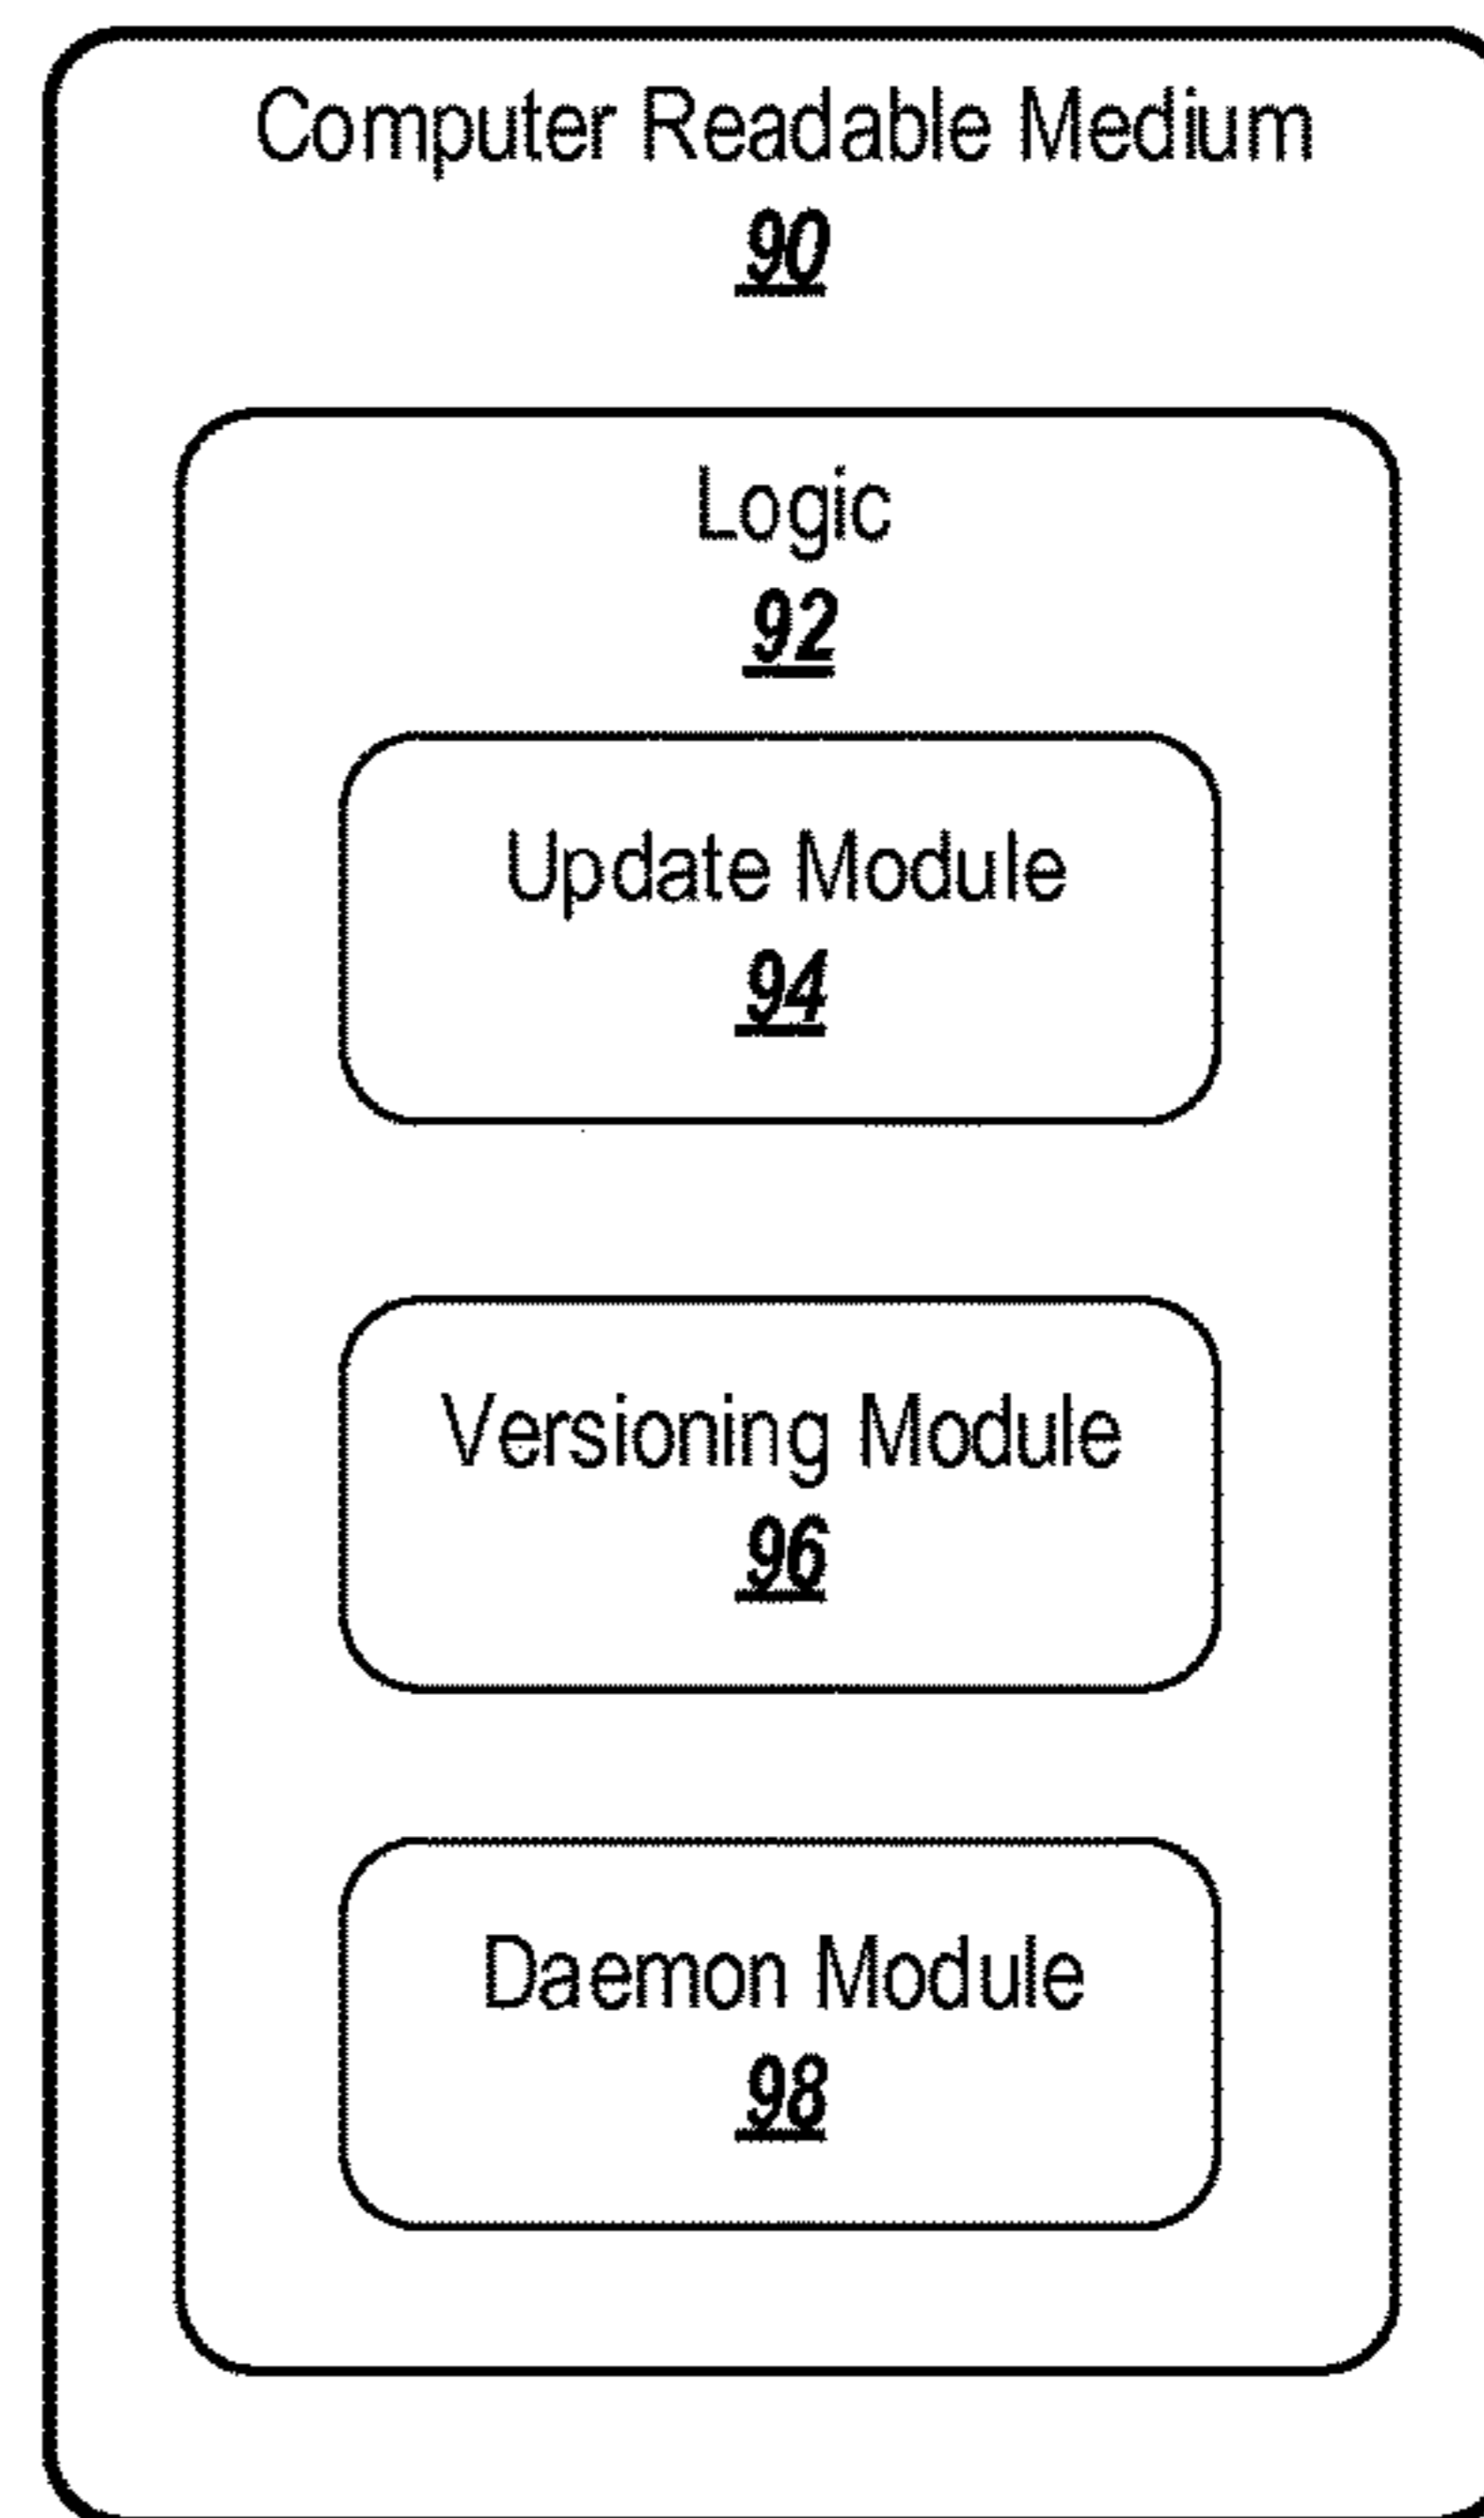 Computer Readable Medium
90
Logic
92
Update Module
94
Versioning Module
96
Daemon Module
98